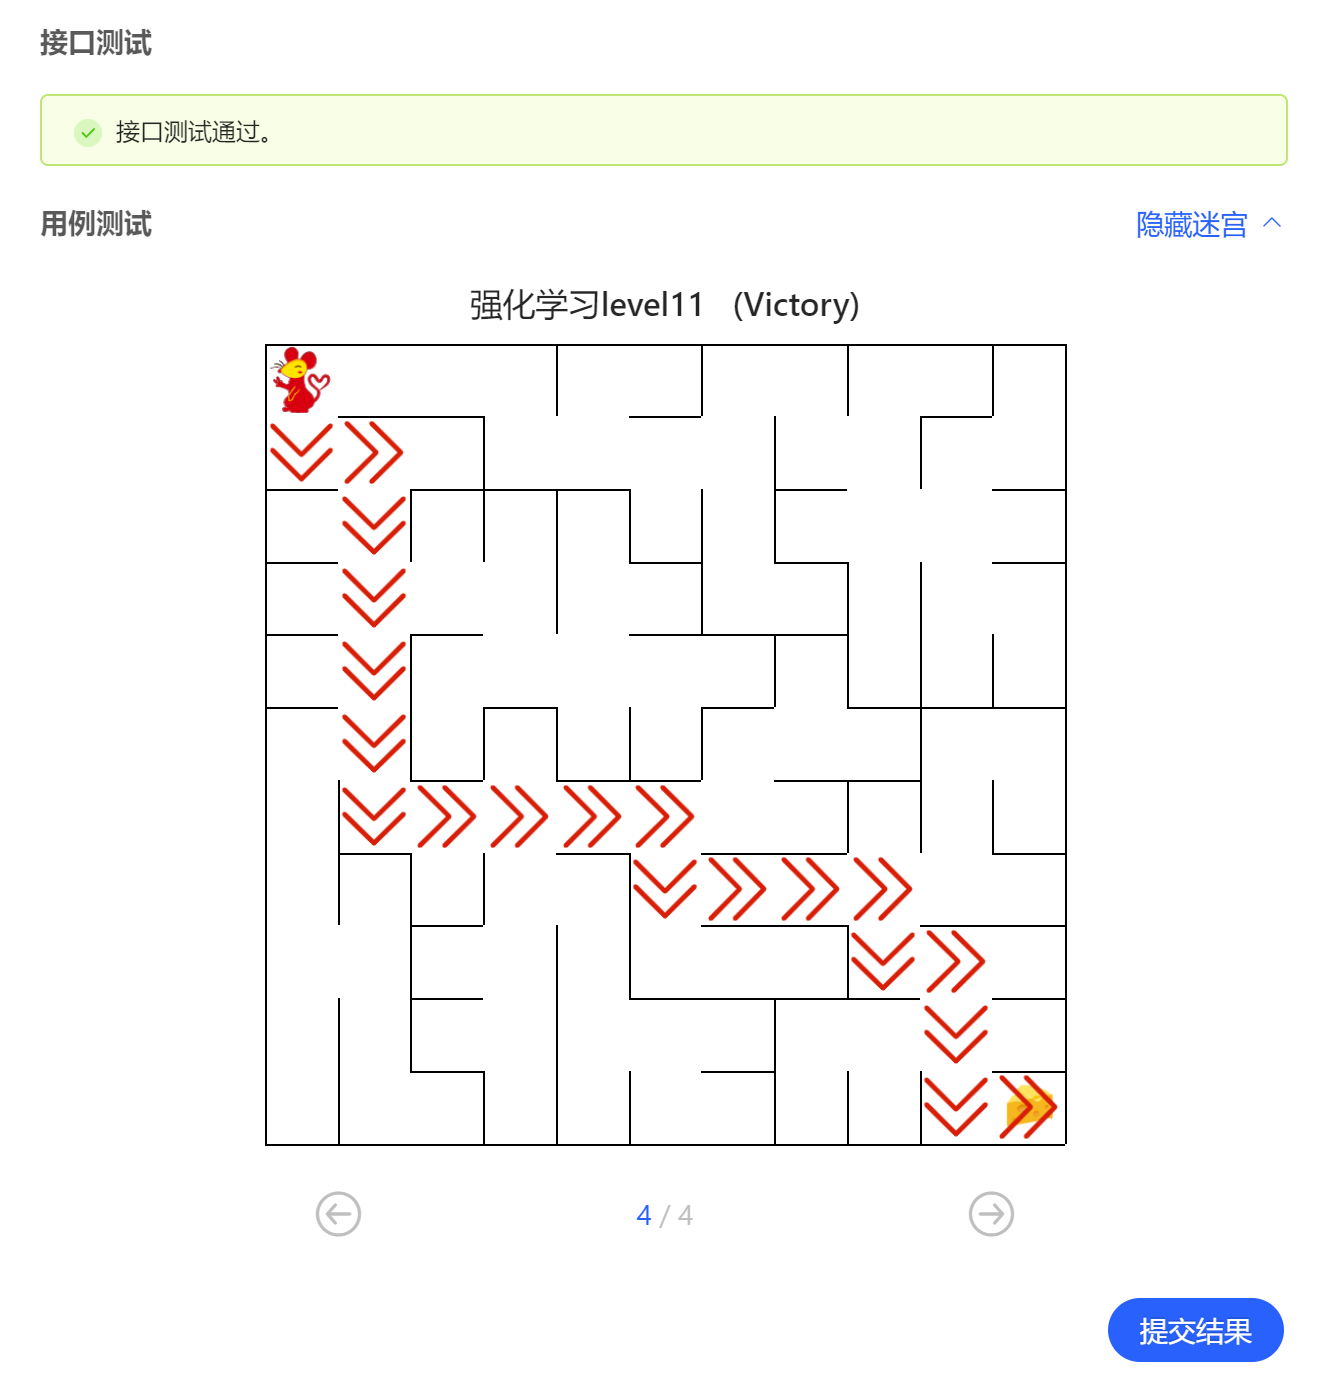 接口测试
接口测试通过。
用例测试
隐藏迷宫
强化学习level11 (Victory)
4 / 4
提交结果